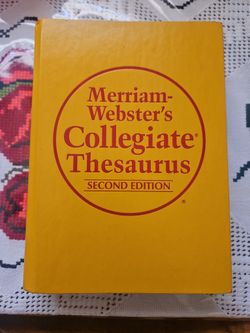 Merriam-
Webster's
Collegiate®
Thesaurus
SECOND EDITION
®